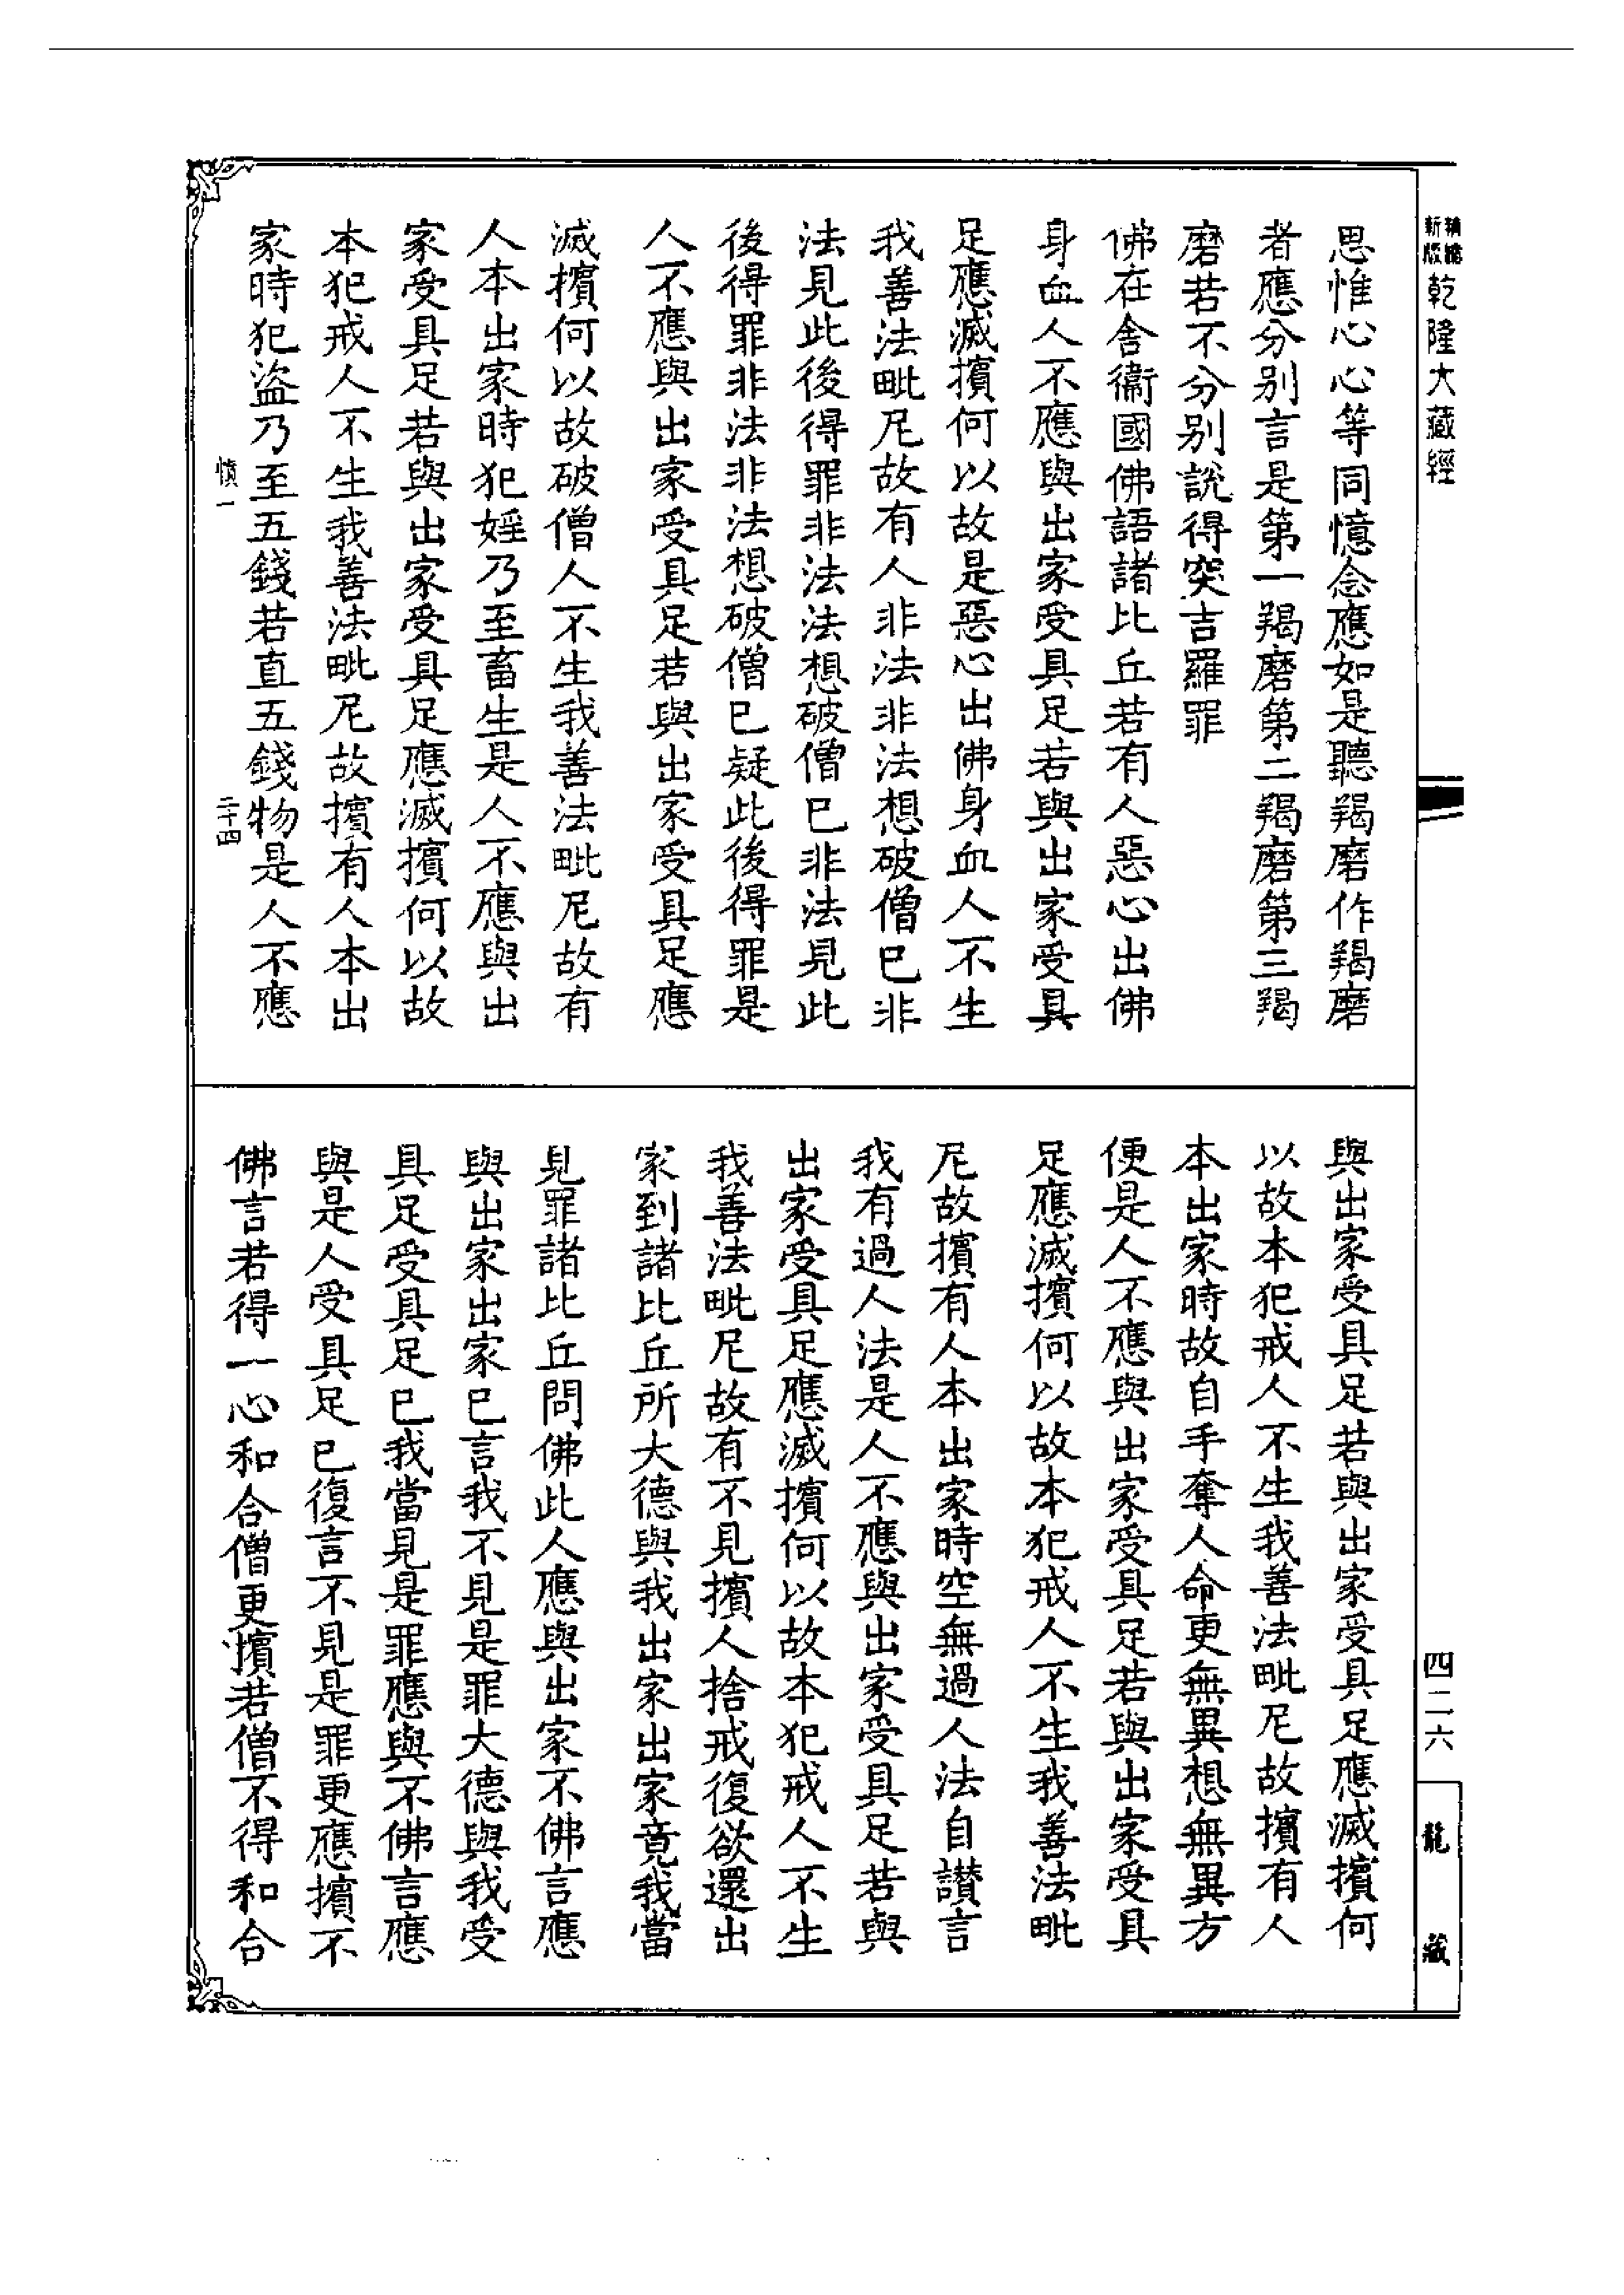 新版
精縮
乾隆大藏經
思惟心心等同憶念應如是聽羯磨作羯磨
者應分别言是第一羯磨第二羯磨第三羯
磨若不分别說得突吉羅罪
佛在舍衞國佛語諸比丘若有人惡心出佛
身血人不應與出家受具足若與出家受具
足應滅擯何以故是惡心出佛身血人不生
我善法毗尼故有人非法非法想破僧巳非
法見此後得罪非法法想破僧巳非法見此
後得罪非法非法想破僧巳疑此後得罪是
人不應與出家受具足若與出家受具足應
滅擯何以故破僧人不生我善法毗尼故有
人本出家時犯婬乃至畜生是人不應與出
家受具足若與出家受具足應滅擯何以故
本犯戒人不生我善法毗尼故擯有人本出
家時犯盜乃至五錢若直五錢物是人不應
憤一
二十四
與出家受具足若與出家受具足應滅擯何
以故本犯戒人不生我善法毗尼故擯有人
本出家時故自手奪人命更無異想無異方
便是人不應與出家受具足若與出家受具
足應滅擯何以故本犯戒人不生我善法毗
尼故擯有人本出家時空無過人法自讃言
我有過人法是人不應與出家受具足若與
出家受具足應滅擯何以故本犯戒人不生
我善法毗尼故有不見擯人捨戒復欲還出
家到諸比丘所大德與我出家出家竟我當
見罪諸比丘問佛此人應與出家不佛言應
與出家出家巳言我不見是罪大德與我受
具足受具足巳我當見是罪應與不佛言應
與是人受具足巳復言不見是罪更應擯不
佛言若得一心和合僧更擯若僧不得和合
四二六
龍藏